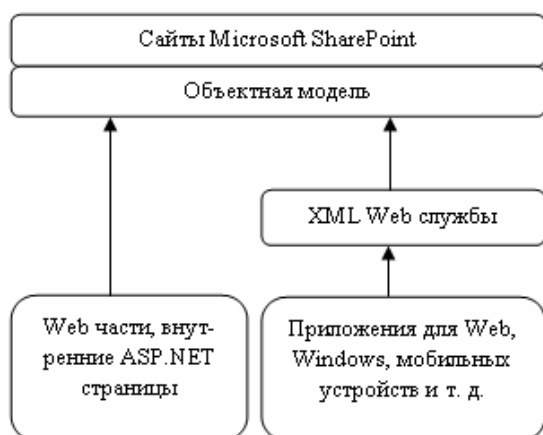 Сайты Microsoft SharePoint
Объектная модель
XML Web службы
Web части, внут-
ренние ASP.NET
страницы
Приложения для Web,
Windows, мобильных
устройств и т. д.